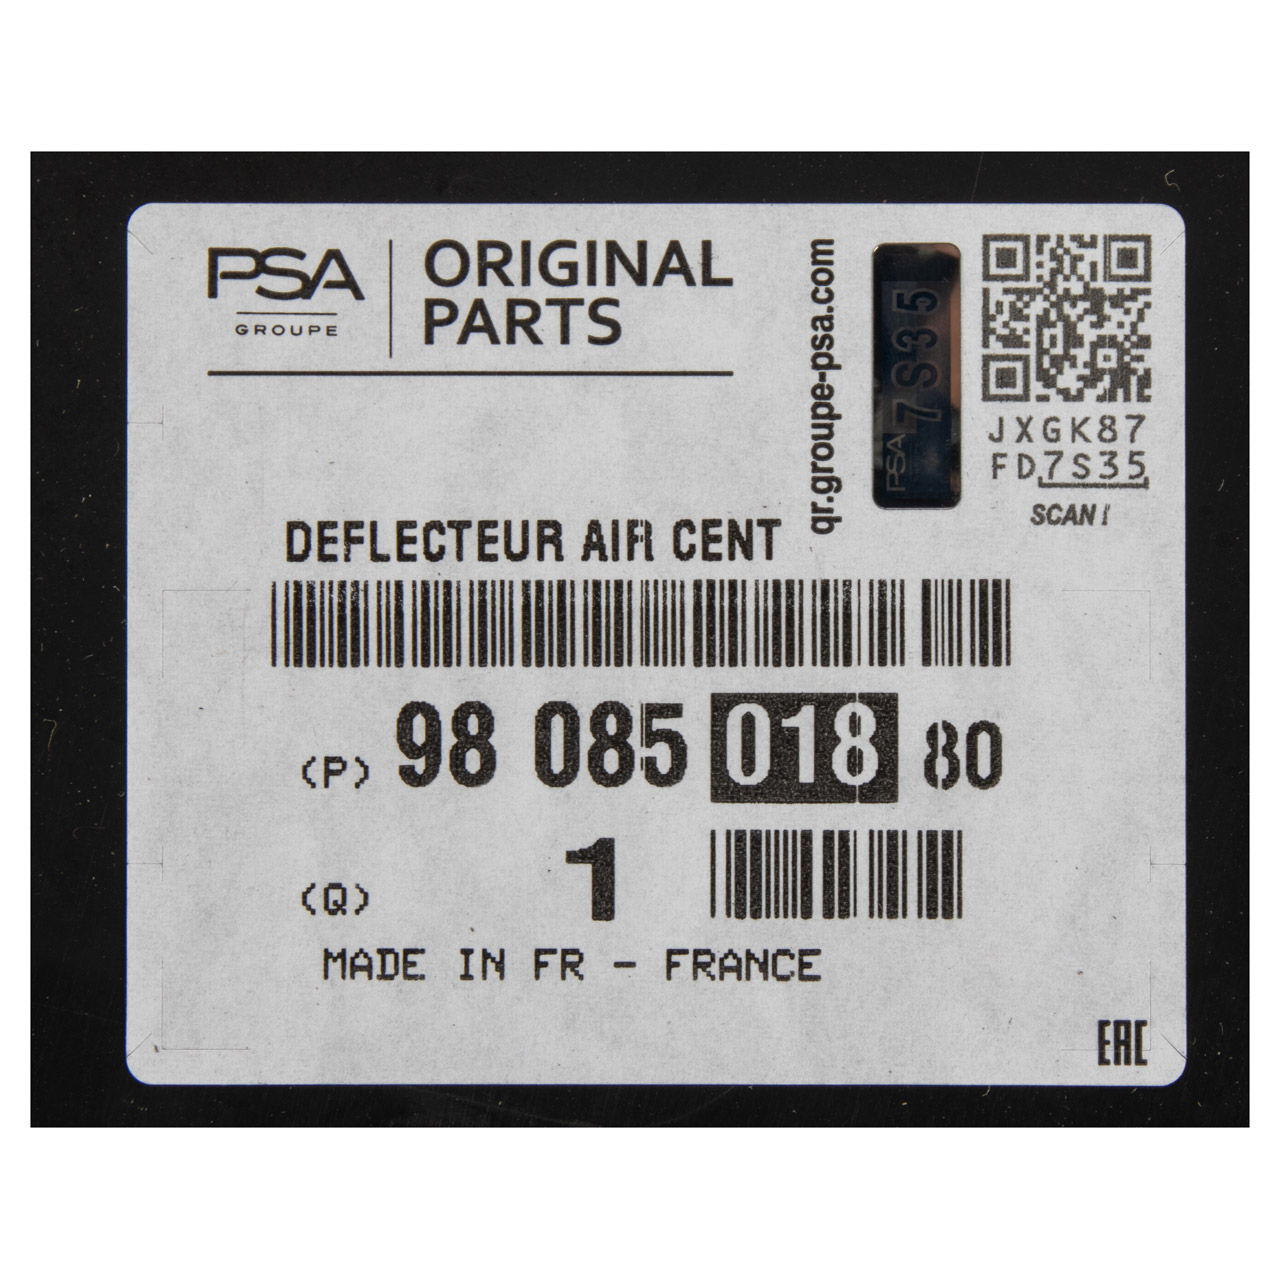 PSA
GROUPE
ORIGINAL
PARTS
qr.groupe-psa.com
PSA 7S35
JXGK87
FD7S35
SCAN !
DEFLECTEUR AIR CENT
(P) 98 085 018 80
(Q) 1
MADE IN FR - FRANCE
EAC